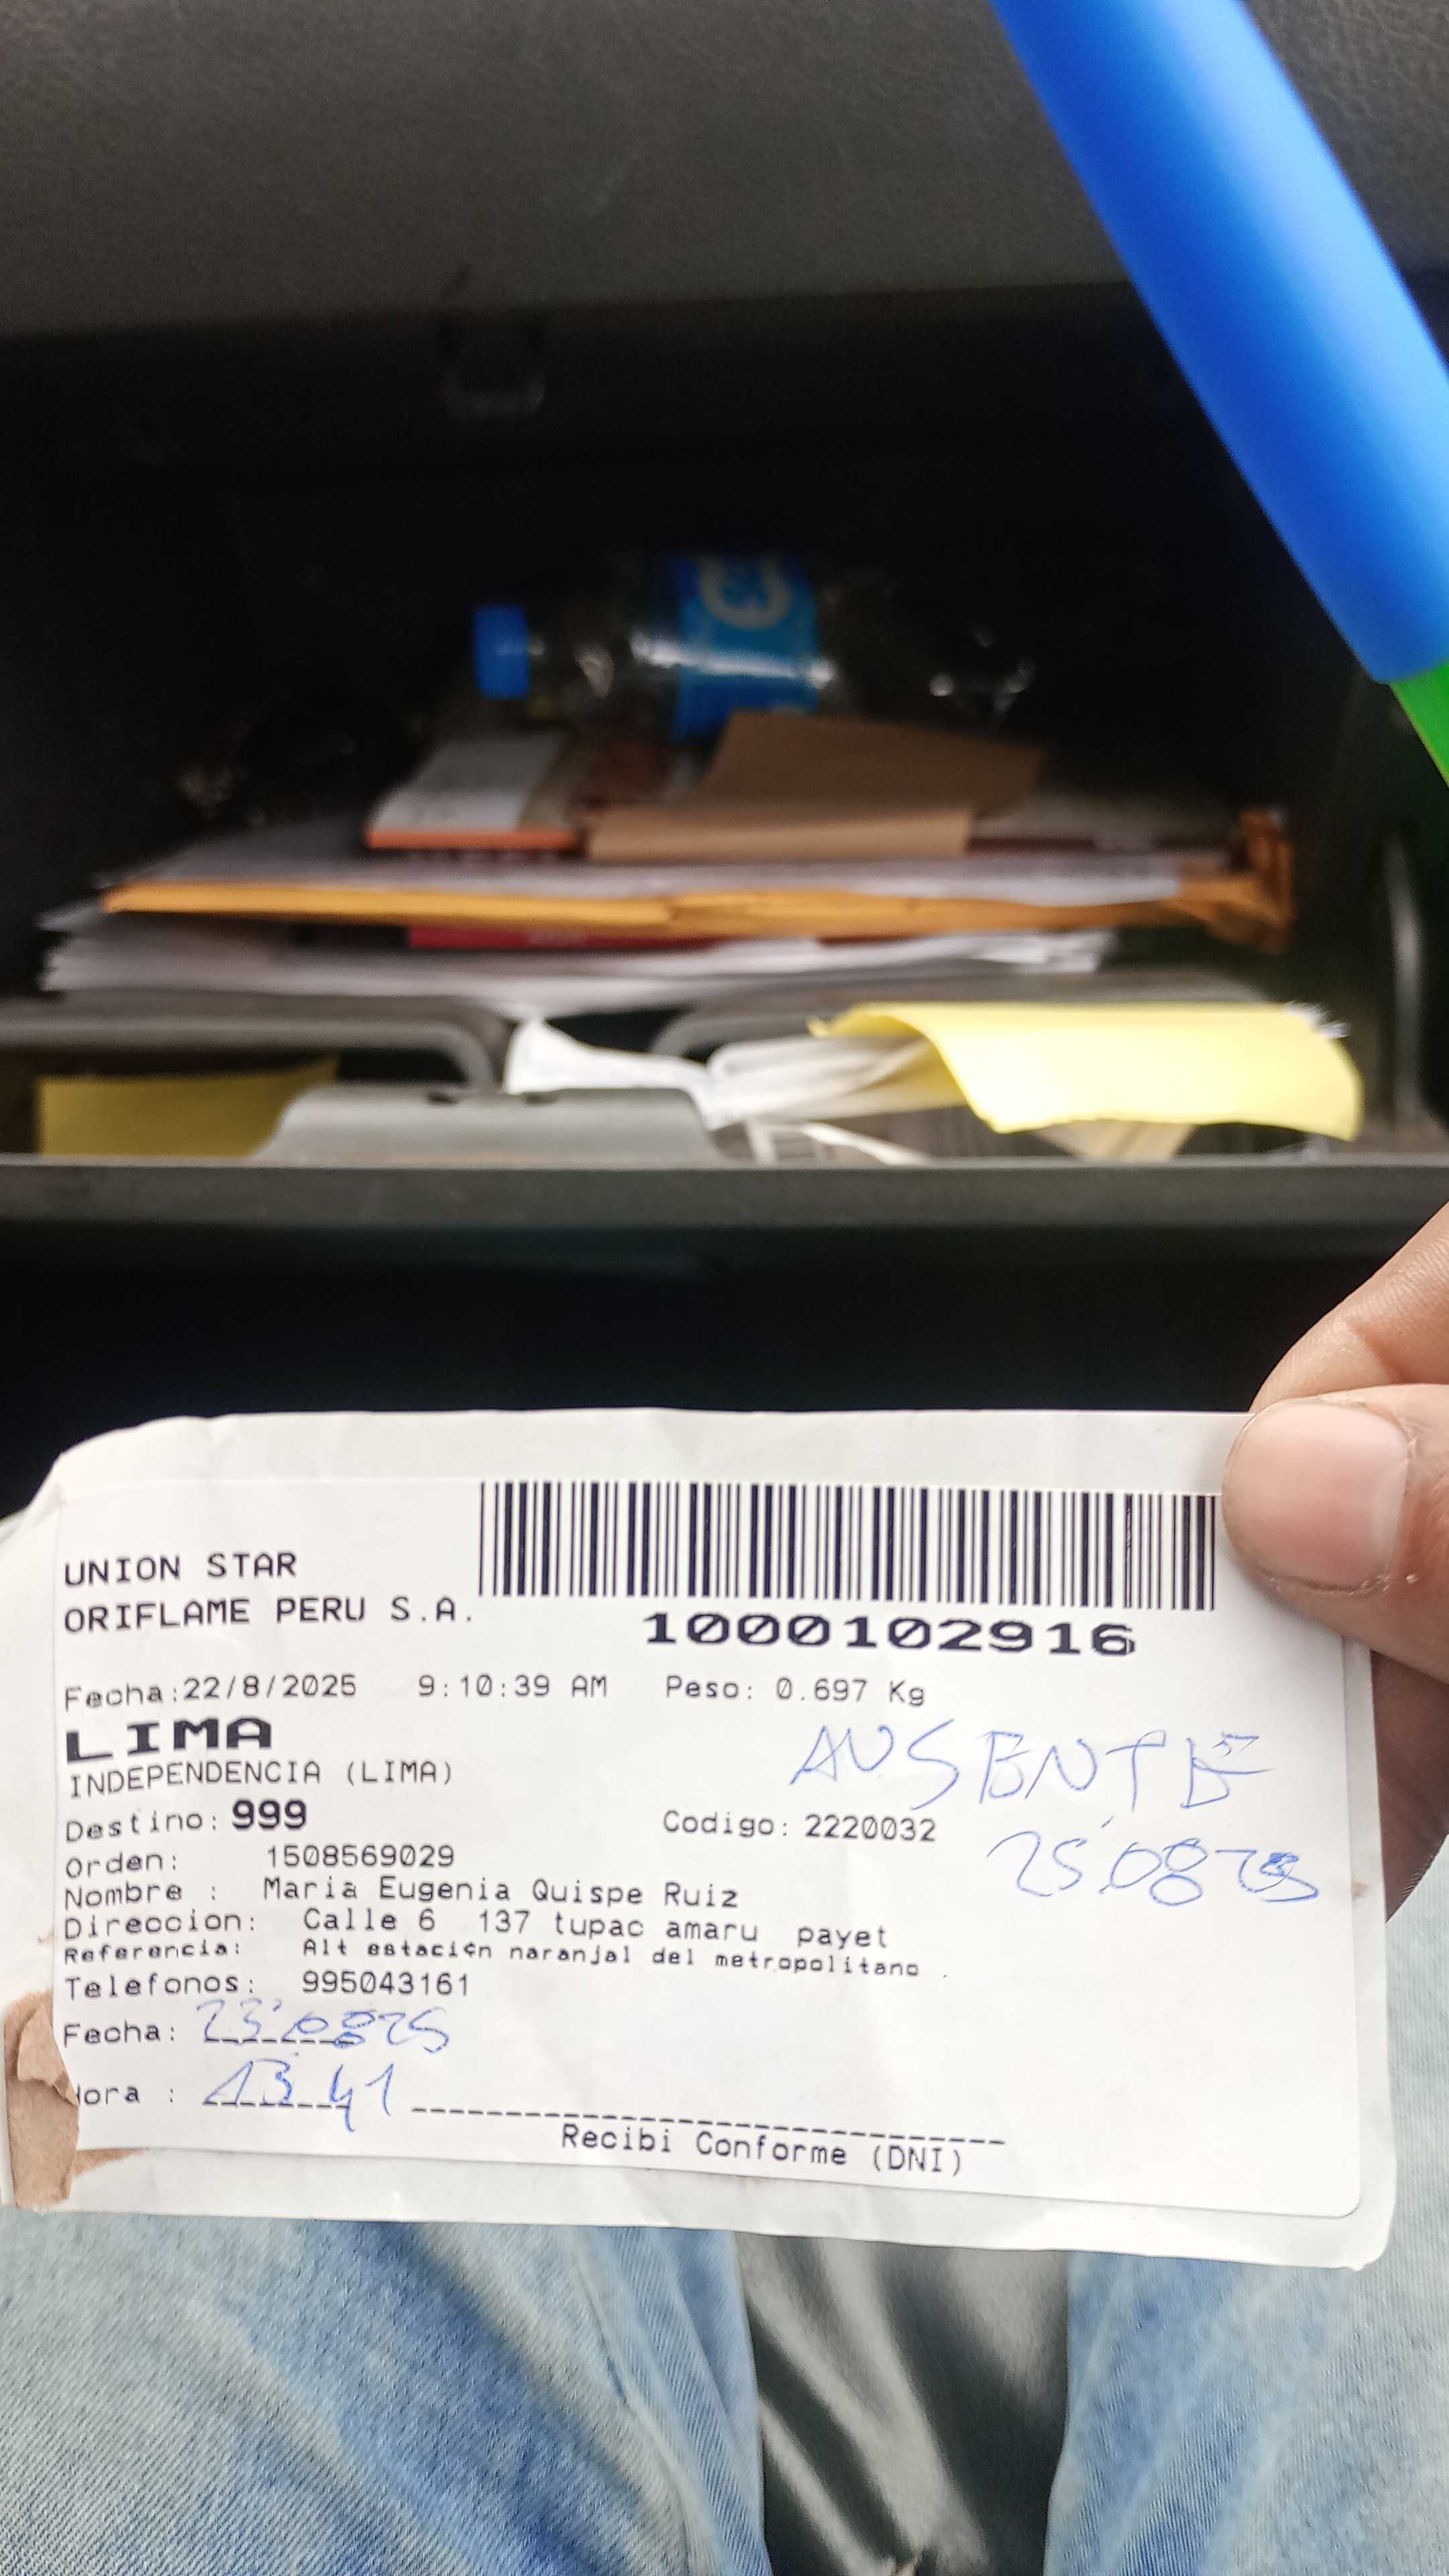 UNION STAR
ORIFLAME PERU S.A.
1000102916
Fecha:22/8/2025 9:10:39 AM Peso: 0.697 Kg
LIMA
AUSENTE
INDEPENDENCIA (LIMA)
Destino: 999 Codigo: 2220032
25.08.25
Orden: 1508569029
Nombre : Maria Eugenia Quispe Ruiz
Direccion: Calle 6 137 tupac amaru payet
Referencia: Alt estaci¢n naranjal del metropolitano .
Telefonos: 995043161
Fecha: 23.0825
Hora : 13.41
Recibi Conforme (DNI)